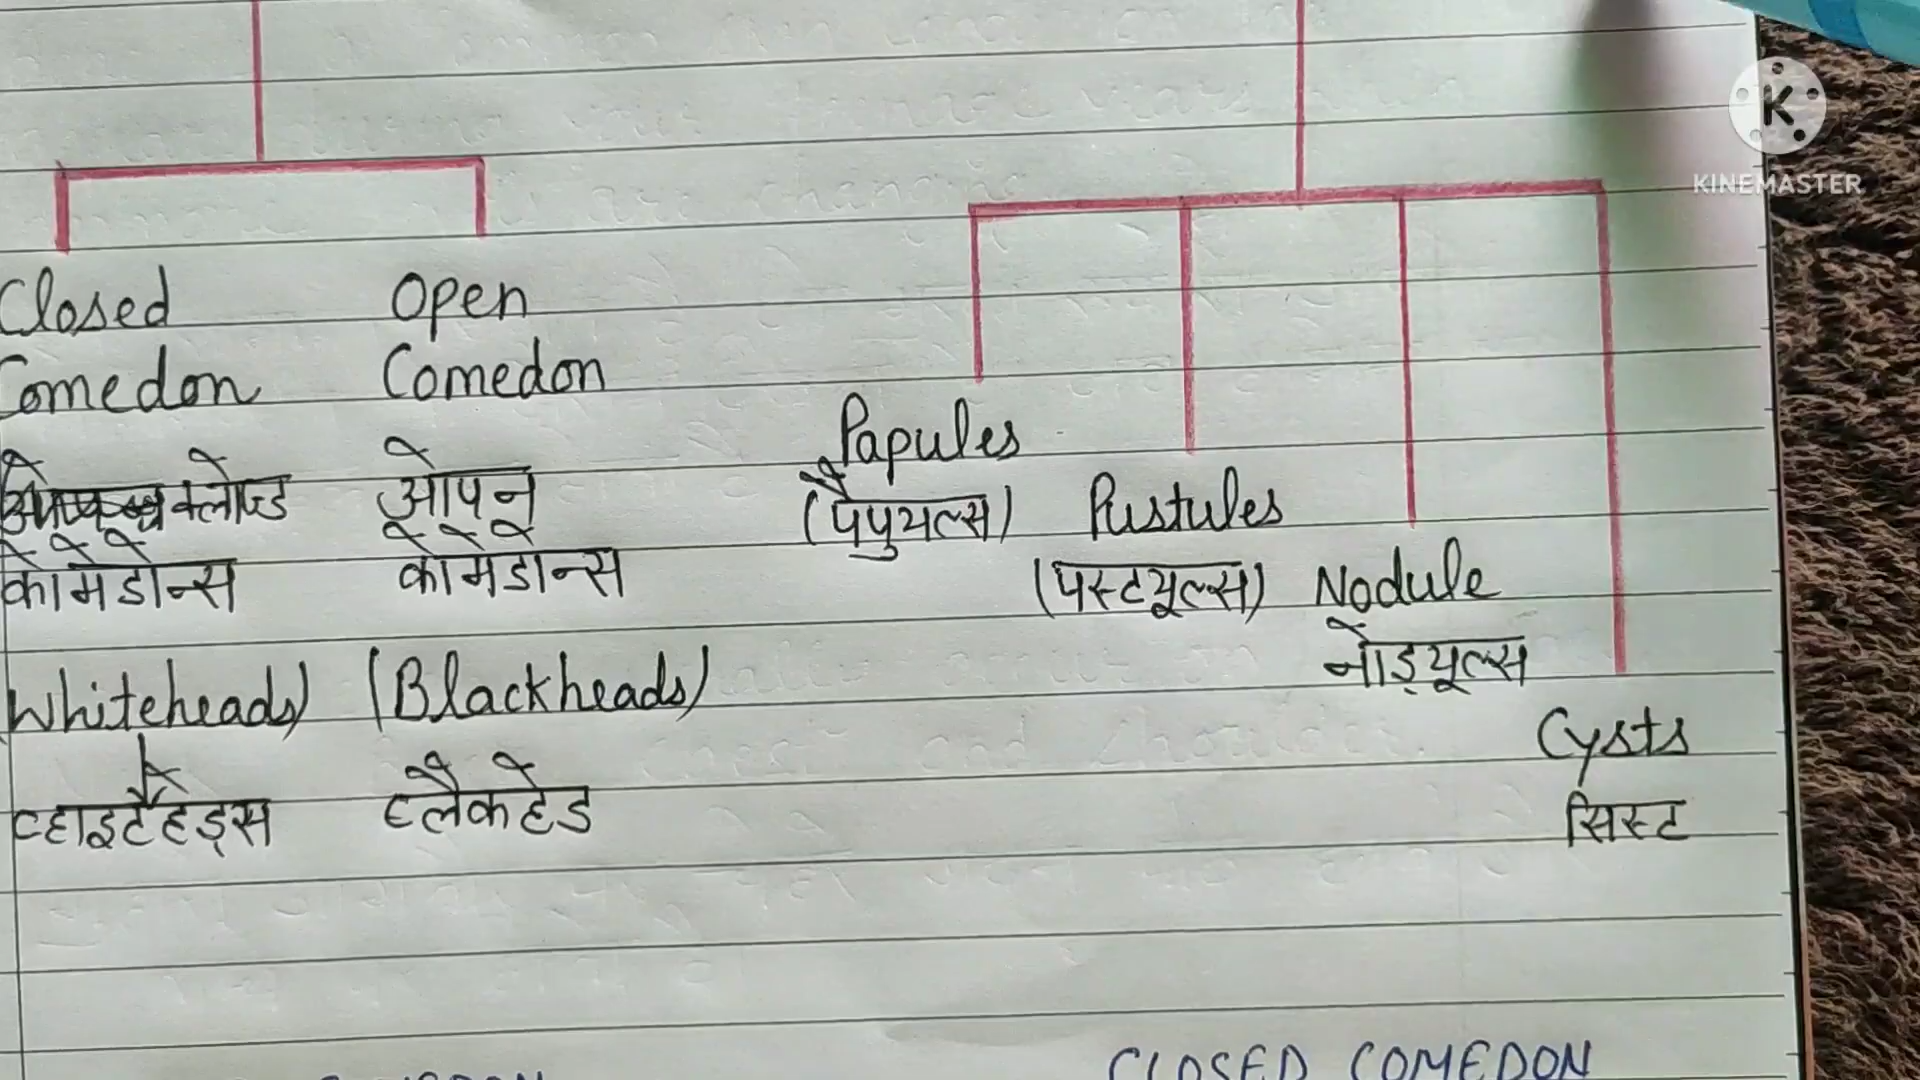 Closed Open
Comedon Comedon
Papules
क्लोज्ड ओपन
(पैपुयल्स) Pustules
कोमेडोन्स कोमेडोन्स
(पस्टयूल्स) Nodule
नोड्यूल्स
(Whiteheads) (Blackheads)
Cysts
व्हाइटहेड्स ब्लैकहेड
सिस्ट
CLOSED COMEDON
K
KINEMASTER